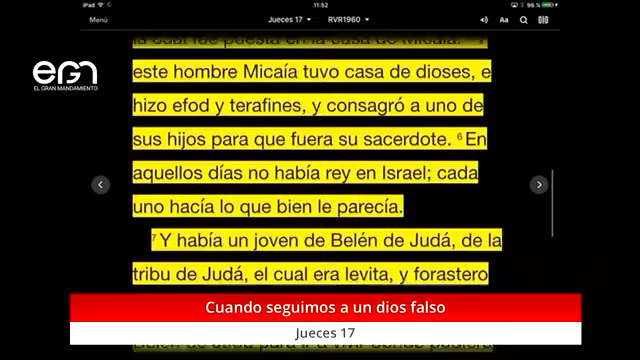 iPad
11:52
96 %
Menú
Jueces 17
RVR1960
Aa
este hombre Micaía tuvo casa de dioses, e
hizo efod y terafines, y consagró a uno de
sus hijos para que fuera su sacerdote. 6 En
aquellos días no había rey en Israel; cada
uno hacía lo que bien le parecía.
7 Y había un joven de Belén de Judá, de la
tribu de Judá, el cual era levita, y forastero
EGM
EL GRAN MANDAMIENTO
Cuando seguimos a un dios falso
Jueces 17